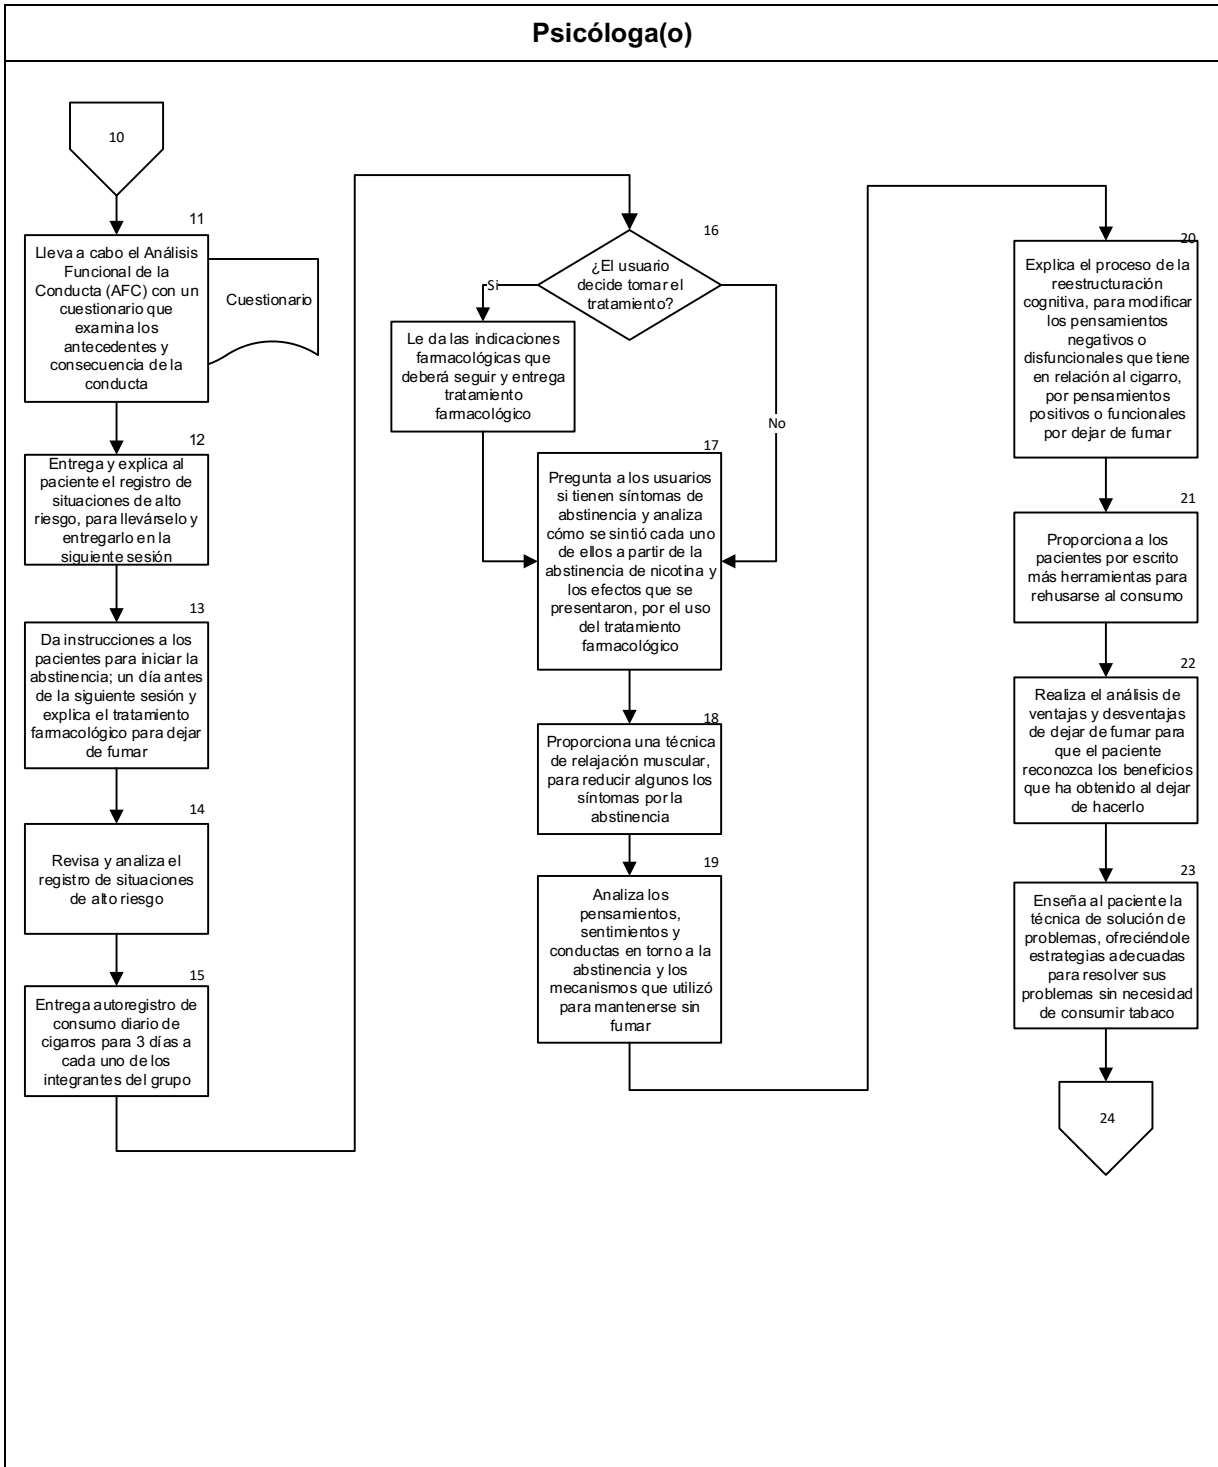 Psicóloga(o)
10
11
Lleva a cabo el Análisis
Funcional de la
Conducta (AFC) con un
cuestionario que
examina los
antecedentes y
consecuencia de la
conducta
Cuestionario
12
Entrega y explica al
paciente el registro de
situaciones de alto
riesgo, para llevárselo y
entregarlo en la
siguiente sesión
13
Da instrucciones a los
pacientes para iniciar la
abstinencia; un día antes
de la siguiente sesión y
explica el tratamiento
farmacológico para dejar
de fumar
14
Revisa y analiza el
registro de situaciones
de alto riesgo
15
Entrega autoregistro de
consumo diario de
cigarros para 3 días a
cada uno de los
integrantes del grupo
16
¿El usuario
decide tomar el
tratamiento?
Si
No
Le da las indicaciones
farmacológicas que
deberá seguir y entrega
tratamiento
farmacológico
17
Pregunta a los usuarios
si tienen síntomas de
abstinencia y analiza
cómo se sintió cada uno
de ellos a partir de la
abstinencia de nicotina y
los efectos que se
presentaron, por el uso
del tratamiento
farmacológico
18
Proporciona una técnica
de relajación muscular,
para reducir algunos los
síntomas por la
abstinencia
19
Analiza los
pensamientos,
sentimientos y
conductas en torno a la
abstinencia y los
mecanismos que utilizó
para mantenerse sin
fumar
20
Explica el proceso de la
reestructuración
cognitiva, para modificar
los pensamientos
negativos o
disfuncionales que tiene
en relación al cigarro,
por pensamientos
positivos o funcionales
por dejar de fumar
21
Proporciona a los
pacientes por escrito
más herramientas para
rehusarse al consumo
22
Realiza el análisis de
ventajas y desventajas
de dejar de fumar para
que el paciente
reconozca los beneficios
que ha obtenido al dejar
de hacerlo
23
Enseña al paciente la
técnica de solución de
problemas, ofreciéndole
estrategias adecuadas
para resolver sus
problemas sin necesidad
de consumir tabaco
24